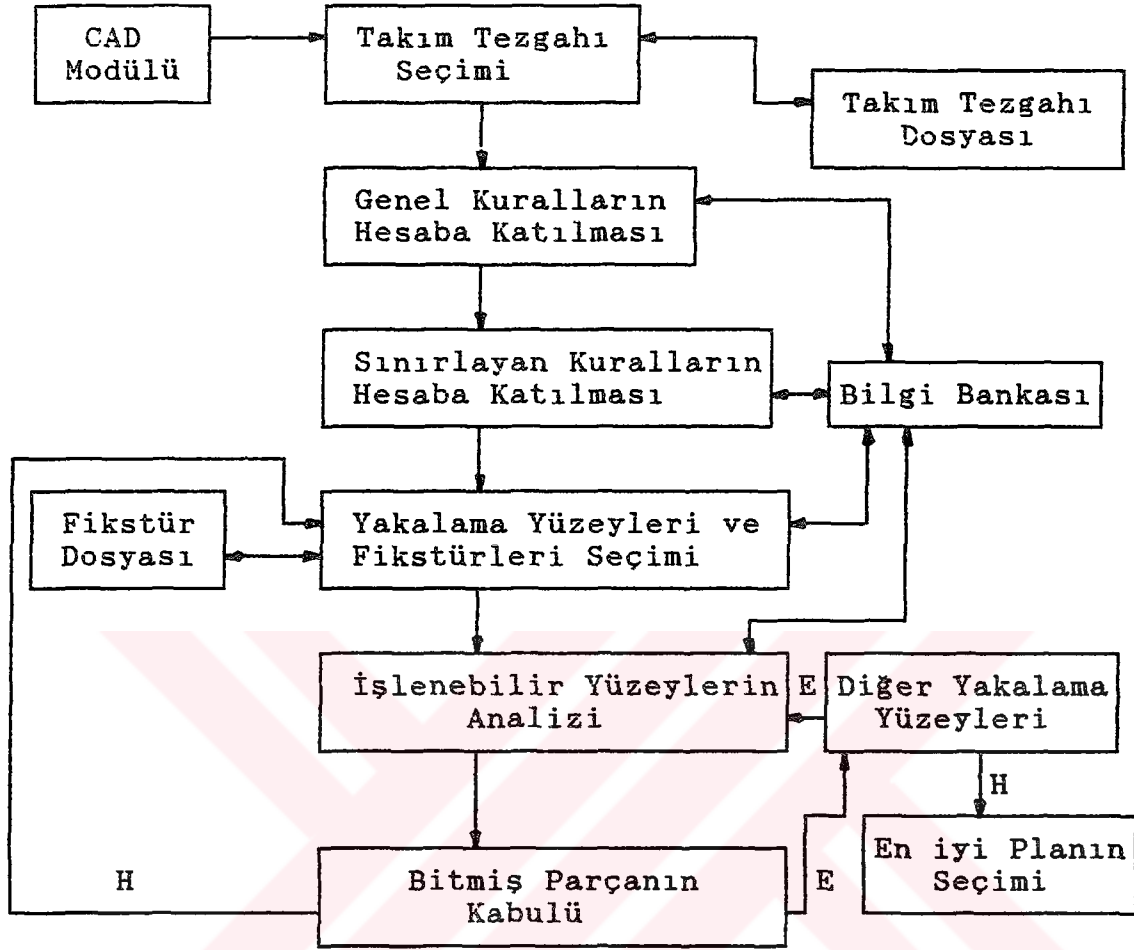 CAD
Modülü
Takım Tezgahı
Seçimi
Takım Tezgahı
Dosyası
Genel Kuralların
Hesaba Katılması
Sınırlayan Kuralların
Hesaba Katılması
Bilgi Bankası
Fikstür
Dosyası
Yakalama Yüzeyleri ve
Fikstürleri Seçimi
İşlenebilir Yüzeylerin
Analizi
E
Diğer Yakalama
Yüzeyleri
H
En iyi Planın
Seçimi
H
Bitmiş Parçanın
Kabulü
E